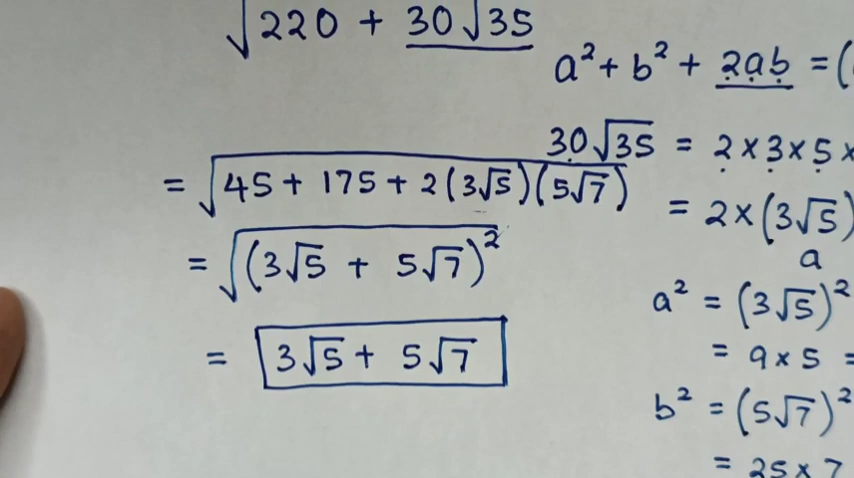 √220 + 30√35
a² + b² + 2ab = (
30√35 = 2 × 3 × 5 ×
= √45 + 175 + 2(3√5)(5√7)
= 2 × (3√5)
a
= √(3√5 + 5√7)²
a² = (3√5)²
= 9 × 5 =
= 3√5 + 5√7
b² = (5√7)²
= 25 × 7